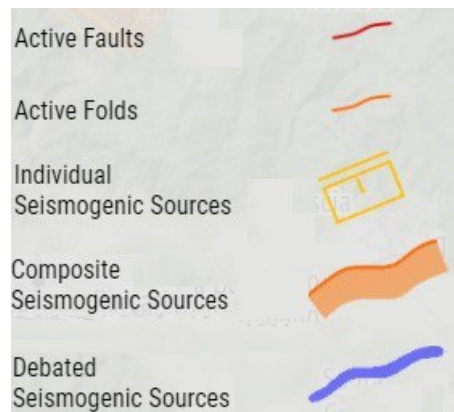 Active Faults
Active Folds
Individual
Seismogenic Sources
Composite
Seismogenic Sources
Debated
Seismogenic Sources